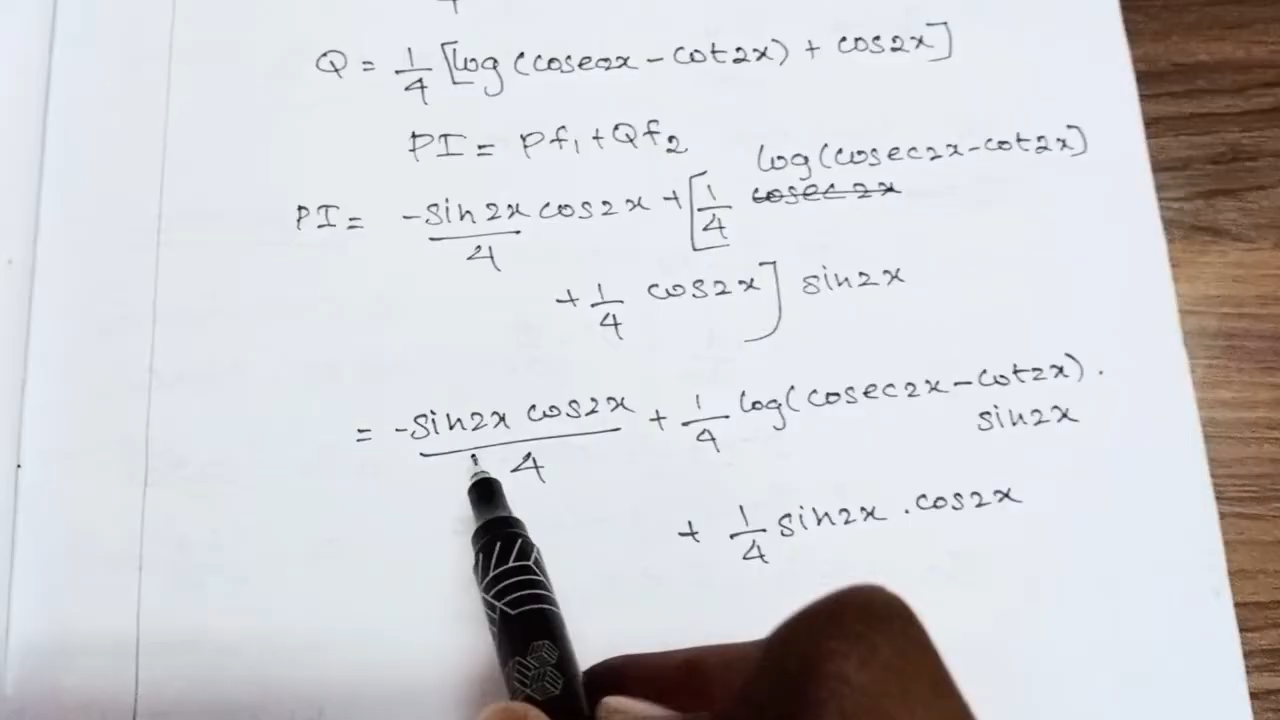 Q = 1/4 [log (cosec2x - cot2x) + cos2x]
PI = Pf₁ + Qf₂
log(cosec2x - cot2x)
PI = -sin2x/4 cos2x + [1/4 cosec2x
+ 1/4 cos2x] sin2x
= -sin2x cos2x/4 + 1/4 log(cosec2x - cot2x).
sin2x
+ 1/4 sin2x . cos2x